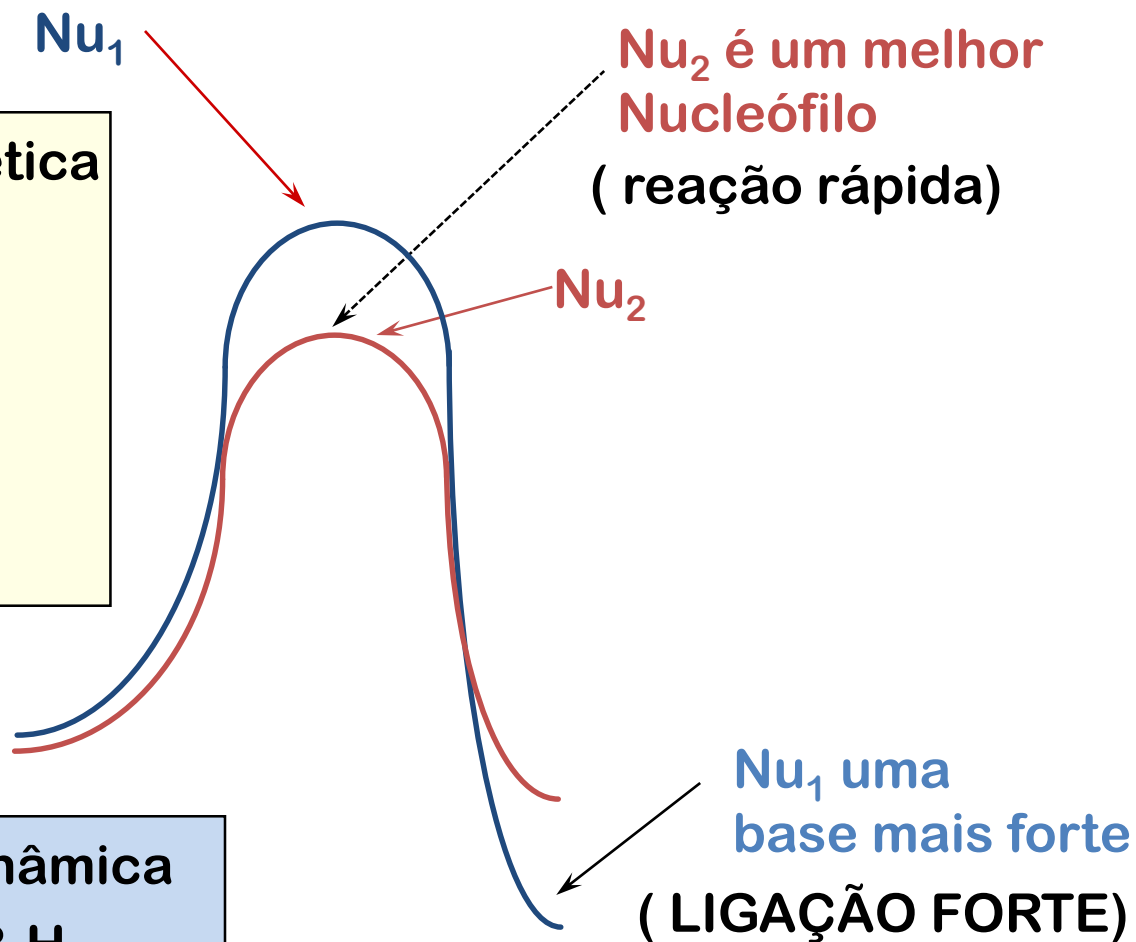 Nu₁
Nu₂ é um melhor
Nucleófilo
( reação rápida)
Nu₂
Nu₁ uma
base mais forte
( LIGAÇÃO FORTE)